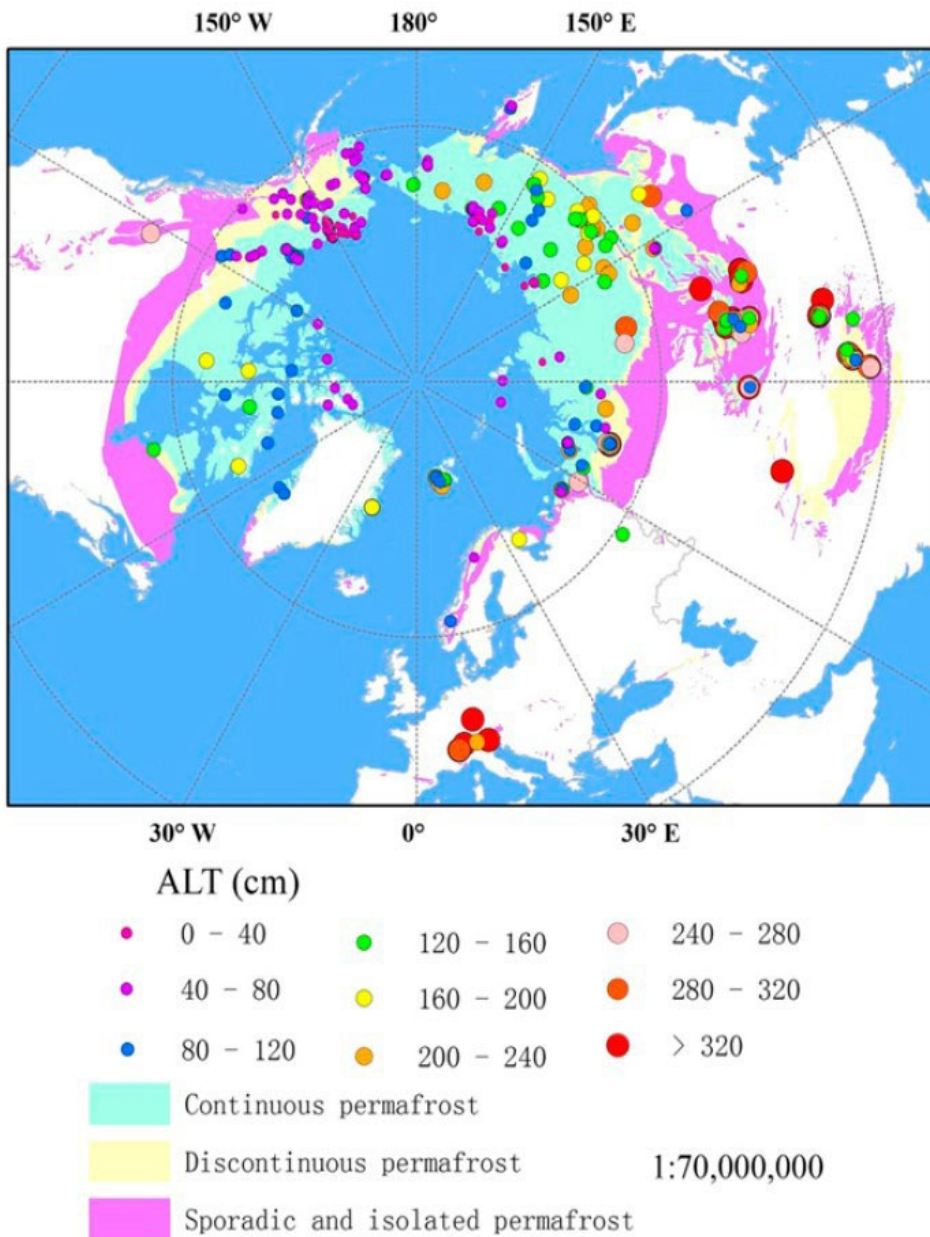 150° W 180° 150° E
30° W 0° 30° E
ALT (cm)
0 - 40 120 - 160 240 - 280
40 - 80 160 - 200 280 - 320
80 - 120 200 - 240 > 320
Continuous permafrost
Discontinuous permafrost 1:70,000,000
Sporadic and isolated permafrost